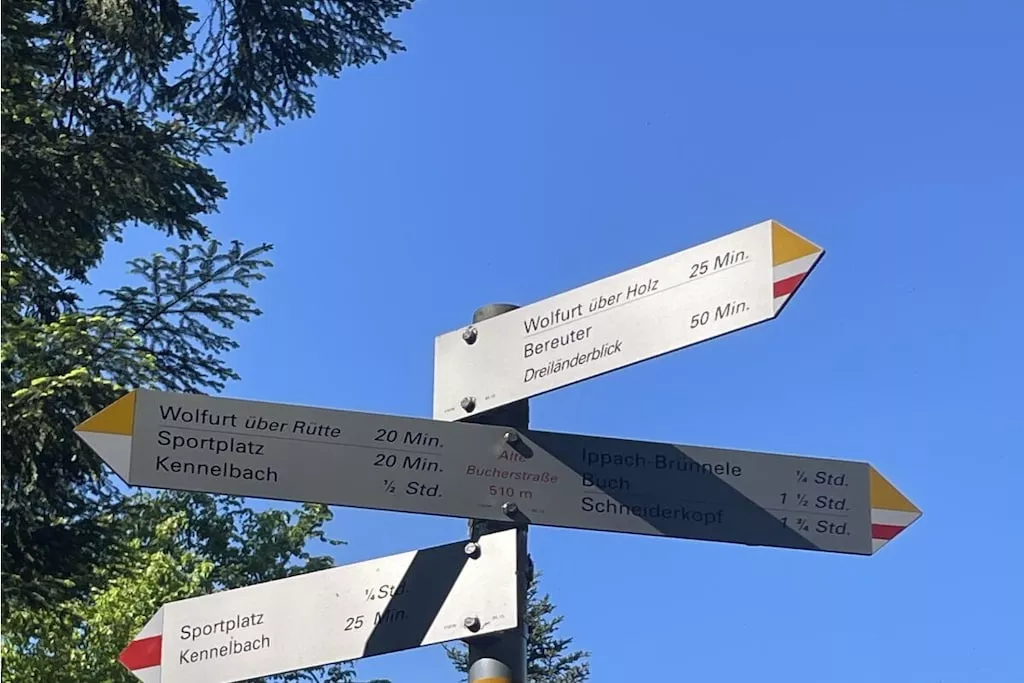 Wolfurt über Holz 25 Min.
Bereuter 50 Min.
Dreiländerblick
Wolfurt über Rütte 20 Min.
Sportplatz 20 Min.
Kennelbach ½ Std.
Alte
Bucherstraße
510 m
Ippach-Brünnele ¼ Std.
Buch 1 ½ Std.
Schneiderkopf 1 ¾ Std.
Sportplatz ¼ Std.
Kennelbach 25 Min.